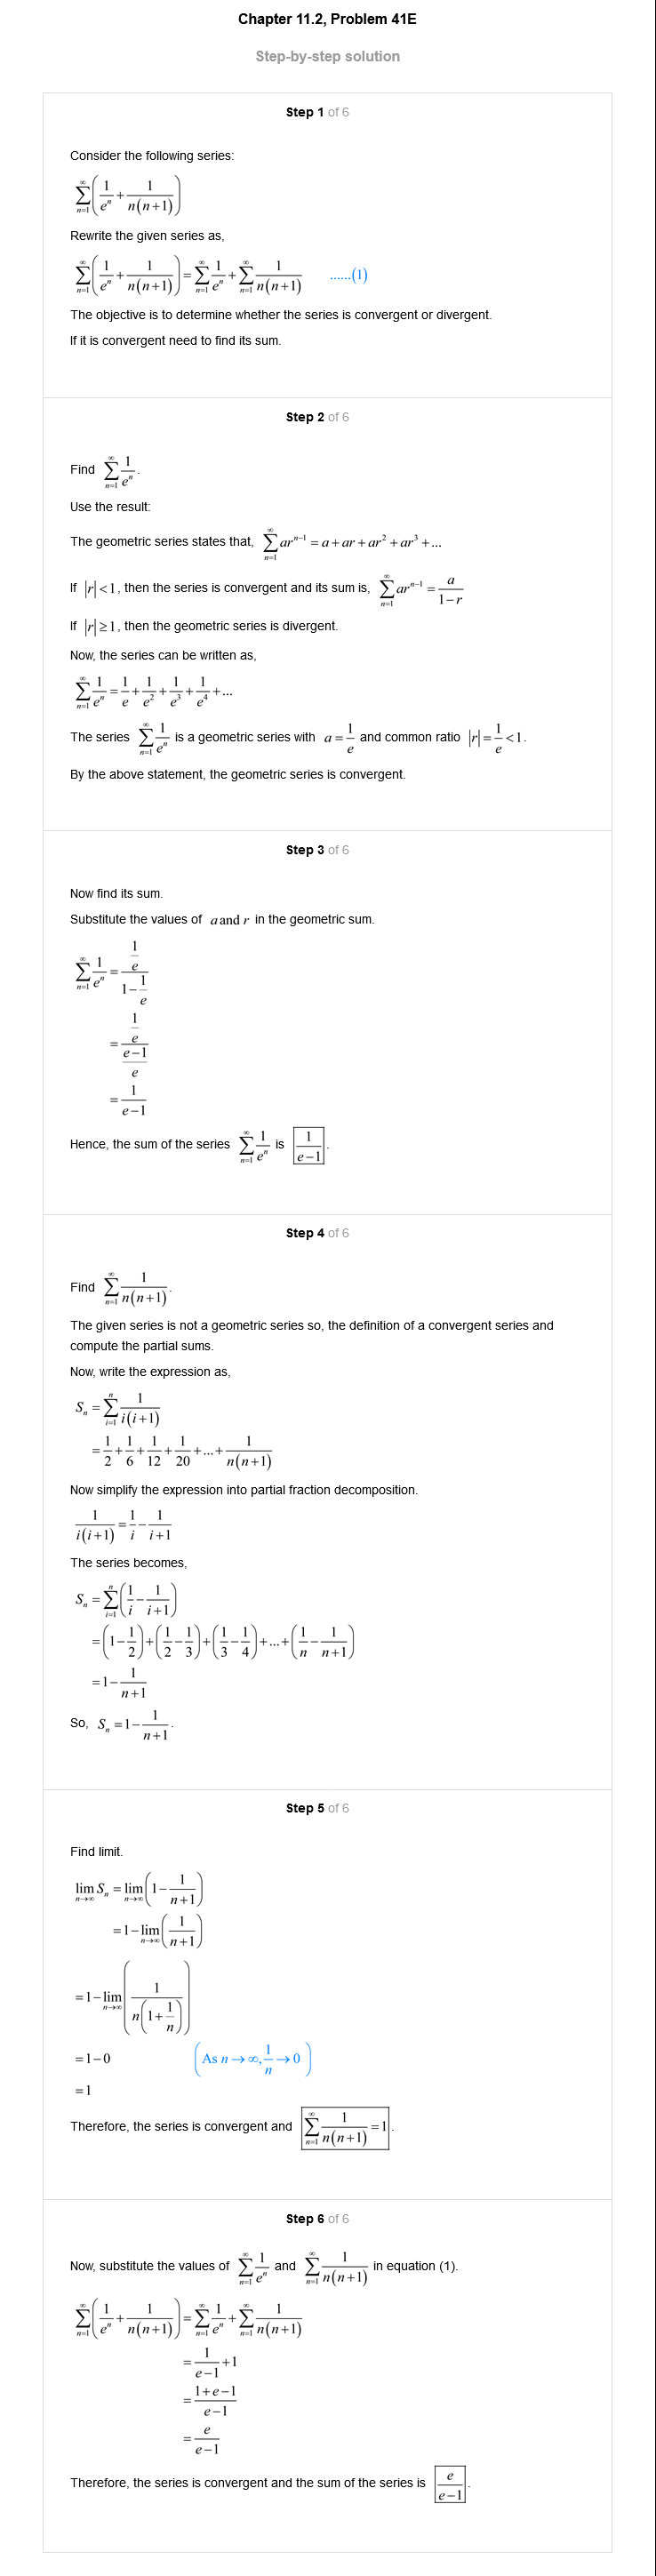 Chapter 11.2, Problem 41E
Step-by-step solution
Step 1 of 6
Consider the following series:
\sum_{n=1}^{\infty}\left(\frac{1}{e^n}+\frac{1}{n(n+1)}\right)
Rewrite the given series as,
\sum_{n=1}^{\infty}\left(\frac{1}{e^n}+\frac{1}{n(n+1)}\right)=\sum_{n=1}^{\infty}\frac{1}{e^n}+\sum_{n=1}^{\infty}\frac{1}{n(n+1)} ......(1)
The objective is to determine whether the series is convergent or divergent.
If it is convergent need to find its sum.
Step 2 of 6
Find \sum_{n=1}^{\infty}\frac{1}{e^n}.
Use the result:
The geometric series states that, \sum_{n=1}^{\infty}ar^{n-1}=a+ar+ar^2+ar^3+...
If |r|<1, then the series is convergent and its sum is, \sum_{n=1}^{\infty}ar^{n-1}=\frac{a}{1-r}
If |r|≥1, then the geometric series is divergent.
Now, the series can be written as,
\sum_{n=1}^{\infty}\frac{1}{e^n}=\frac{1}{e}+\frac{1}{e^2}+\frac{1}{e^3}+\frac{1}{e^4}+...
The series \sum_{n=1}^{\infty}\frac{1}{e^n} is a geometric series with a=\frac{1}{e} and common ratio |r|=\frac{1}{e}<1.
By the above statement, the geometric series is convergent.
Step 3 of 6
Now find its sum.
Substitute the values of a and r in the geometric sum.
\sum_{n=1}^{\infty}\frac{1}{e^n}=\frac{\frac{1}{e}}{1-\frac{1}{e}}
=\frac{\frac{1}{e}}{\frac{e-1}{e}}
=\frac{1}{e-1}
Hence, the sum of the series \sum_{n=1}^{\infty}\frac{1}{e^n} is \frac{1}{e-1}.
Step 4 of 6
Find \sum_{n=1}^{\infty}\frac{1}{n(n+1)}.
The given series is not a geometric series so, the definition of a convergent series and
compute the partial sums.
Now, write the expression as,
S_n=\sum_{i=1}^{n}\frac{1}{i(i+1)}
=\frac{1}{2}+\frac{1}{6}+\frac{1}{12}+\frac{1}{20}+...+\frac{1}{n(n+1)}
Now simplify the expression into partial fraction decomposition.
\frac{1}{i(i+1)}=\frac{1}{i}-\frac{1}{i+1}
The series becomes,
S_n=\sum_{i=1}^{n}\left(\frac{1}{i}-\frac{1}{i+1}\right)
=\left(1-\frac{1}{2}\right)+\left(\frac{1}{2}-\frac{1}{3}\right)+\left(\frac{1}{3}-\frac{1}{4}\right)+...+\left(\frac{1}{n}-\frac{1}{n+1}\right)
=1-\frac{1}{n+1}
So, S_n=1-\frac{1}{n+1}.
Step 5 of 6
Find limit.
\lim_{n→∞}S_n=\lim_{n→∞}\left(1-\frac{1}{n+1}\right)
=1-\lim_{n→∞}\left(\frac{1}{n+1}\right)
=1-\lim_{n→∞}\left(\frac{1}{n\left(1+\frac{1}{n}\right)}\right)
=1-0 \left(As n→∞,\frac{1}{n}→0\right)
=1
Therefore, the series is convergent and \sum_{n=1}^{\infty}\frac{1}{n(n+1)}=1.
Step 6 of 6
Now, substitute the values of \sum_{n=1}^{\infty}\frac{1}{e^n} and \sum_{n=1}^{\infty}\frac{1}{n(n+1)} in equation (1).
\sum_{n=1}^{\infty}\left(\frac{1}{e^n}+\frac{1}{n(n+1)}\right)=\sum_{n=1}^{\infty}\frac{1}{e^n}+\sum_{n=1}^{\infty}\frac{1}{n(n+1)}
=\frac{1}{e-1}+1
=\frac{1+e-1}{e-1}
=\frac{e}{e-1}
Therefore, the series is convergent and the sum of the series is \frac{e}{e-1}.